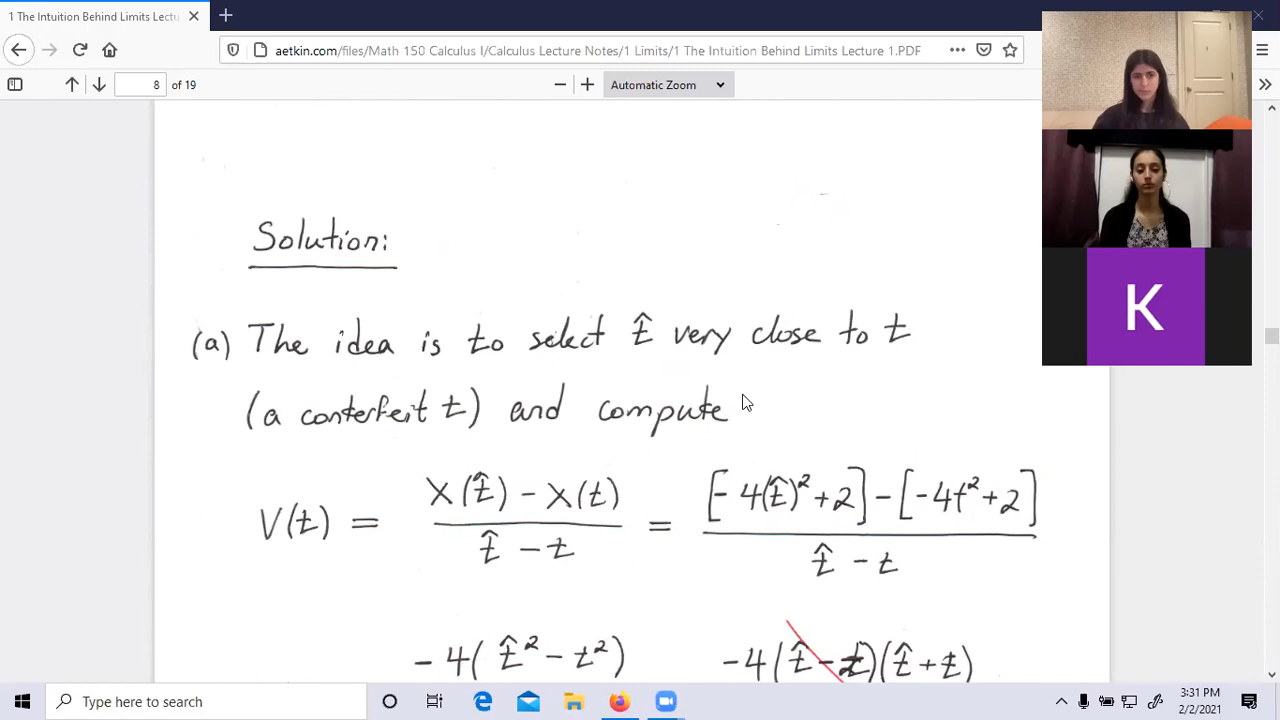 1 The Intuition Behind Limits Lectu
aetkin.com/files/Math 150 Calculus I/Calculus Lecture Notes/1 Limits/1 The Intuition Behind Limits Lecture 1.PDF
8 of 19
Automatic Zoom
Solution:
(a) The idea is to select t̂ very close to t
(a conterfeit t) and compute
V(t) = X(t̂) - X(t) / t̂ - t = [-4(t̂)²+2] - [-4t²+2] / t̂ - t
-4(t̂² - t²) -4(t̂ - t)(t̂ + t)
K
Type here to search
3:31 PM
2/2/2021